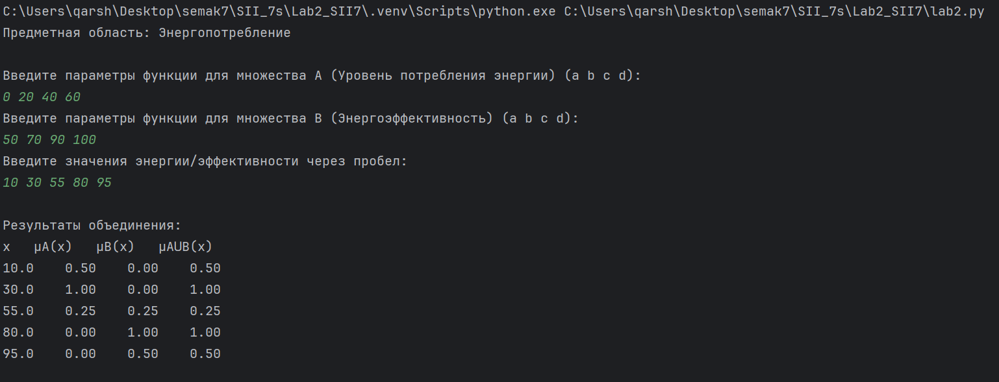 C:\Users\qarsh\Desktop\semak7\SII_7s\Lab2_SII7\.venv\Scripts\python.exe C:\Users\qarsh\Desktop\semak7\SII_7s\Lab2_SII7\lab2.py
Предметная область: Энергопотребление
Введите параметры функции для множества A (Уровень потребления энергии) (a b c d):
0 20 40 60
Введите параметры функции для множества B (Энергоэффективность) (a b c d):
50 70 90 100
Введите значения энергии/эффективности через пробел:
10 30 55 80 95
Результаты объединения:
x μA(x) μB(x) μA∪B(x)
10.0 0.50 0.00 0.50
30.0 1.00 0.00 1.00
55.0 0.25 0.25 0.25
80.0 0.00 1.00 1.00
95.0 0.00 0.50 0.50